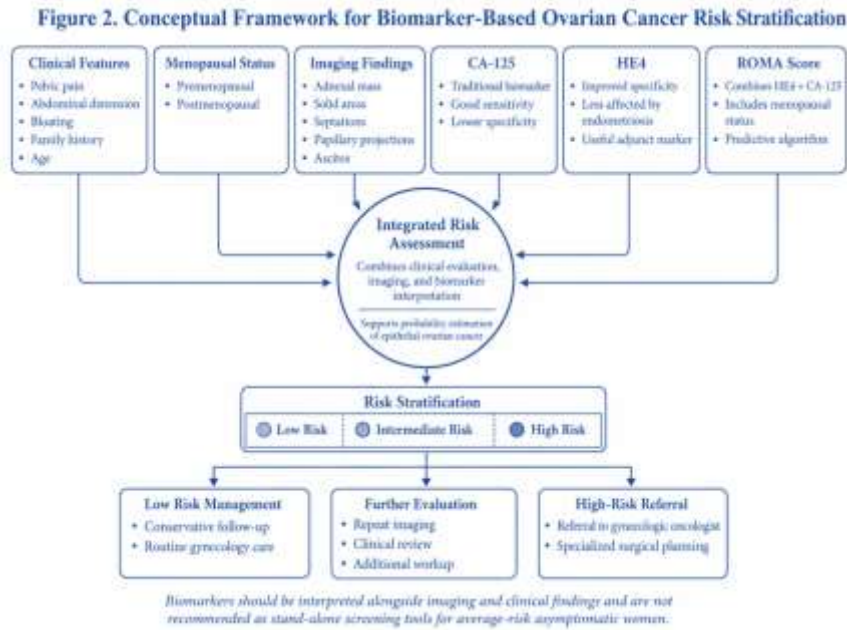 Figure 2. Conceptual Framework for Biomarker-Based Ovarian Cancer Risk Stratification
Clinical Features
• Pelvic pain
• Abdominal dimension
• Bloating
• Family history
• Age
Menopausal Status
• Premenopausal
• Postmenopausal
Imaging Findings
• Adrenal mass
• Solid areas
• Septations
• Papillary projections
• Ascites
CA-125
• Traditional biomarker
• Good sensitivity
• Lower specificity
HE4
• Improved specificity
• Less affected by
endometriosis
• Useful adjunct marker
ROMA Score
• Combines HE4 + CA-125
• Includes menopausal
status
• Predictive algorithm
Integrated Risk
Assessment
Combines clinical evaluation,
imaging, and biomarker
interpretation
Supports probability estimation
of epithelial ovarian cancer
Risk Stratification
Low Risk
Intermediate Risk
High Risk
Low Risk Management
• Conservative follow-up
• Routine gynecology care
Further Evaluation
• Repeat imaging
• Clinical review
• Additional workup
High-Risk Referral
• Referral to gynecologic oncologist
• Specialized surgical planning
Biomarkers should be interpreted alongside imaging and clinical findings and are not
recommended as stand-alone screening tools for average-risk asymptomatic women.